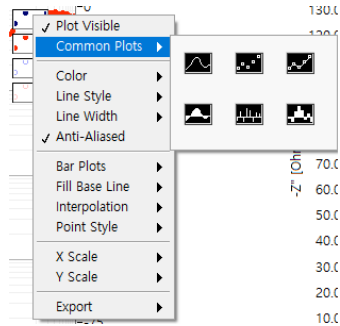 130.0
Plot Visible
Common Plots
Color
Line Style
Line Width
Anti-Aliased
Bar Plots
Fill Base Line
Interpolation
Point Style
X Scale
Y Scale
Export
-Z" [Oh
70.0
60.0
50.0
40.0
30.0
20.0
10.0